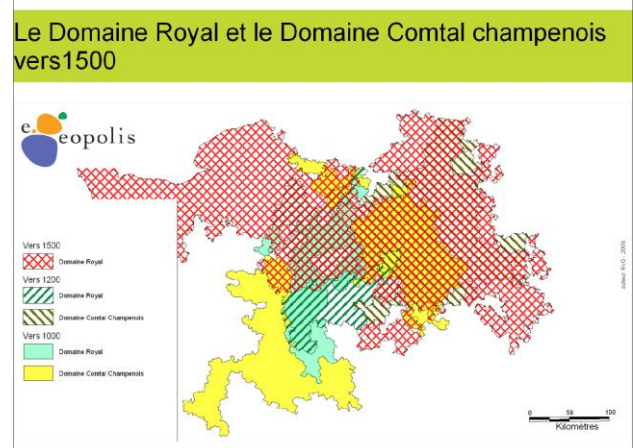 Le Domaine Royal et le Domaine Comtal champenois
vers1500
e.eopolis
Vers 1500
Domaine Royal
Vers 1200
Domaine Royal
Domaine Comtal Champenois
Vers 1000
Domaine Royal
Domaine Comtal Champenois
0 50 100
Kilomètres